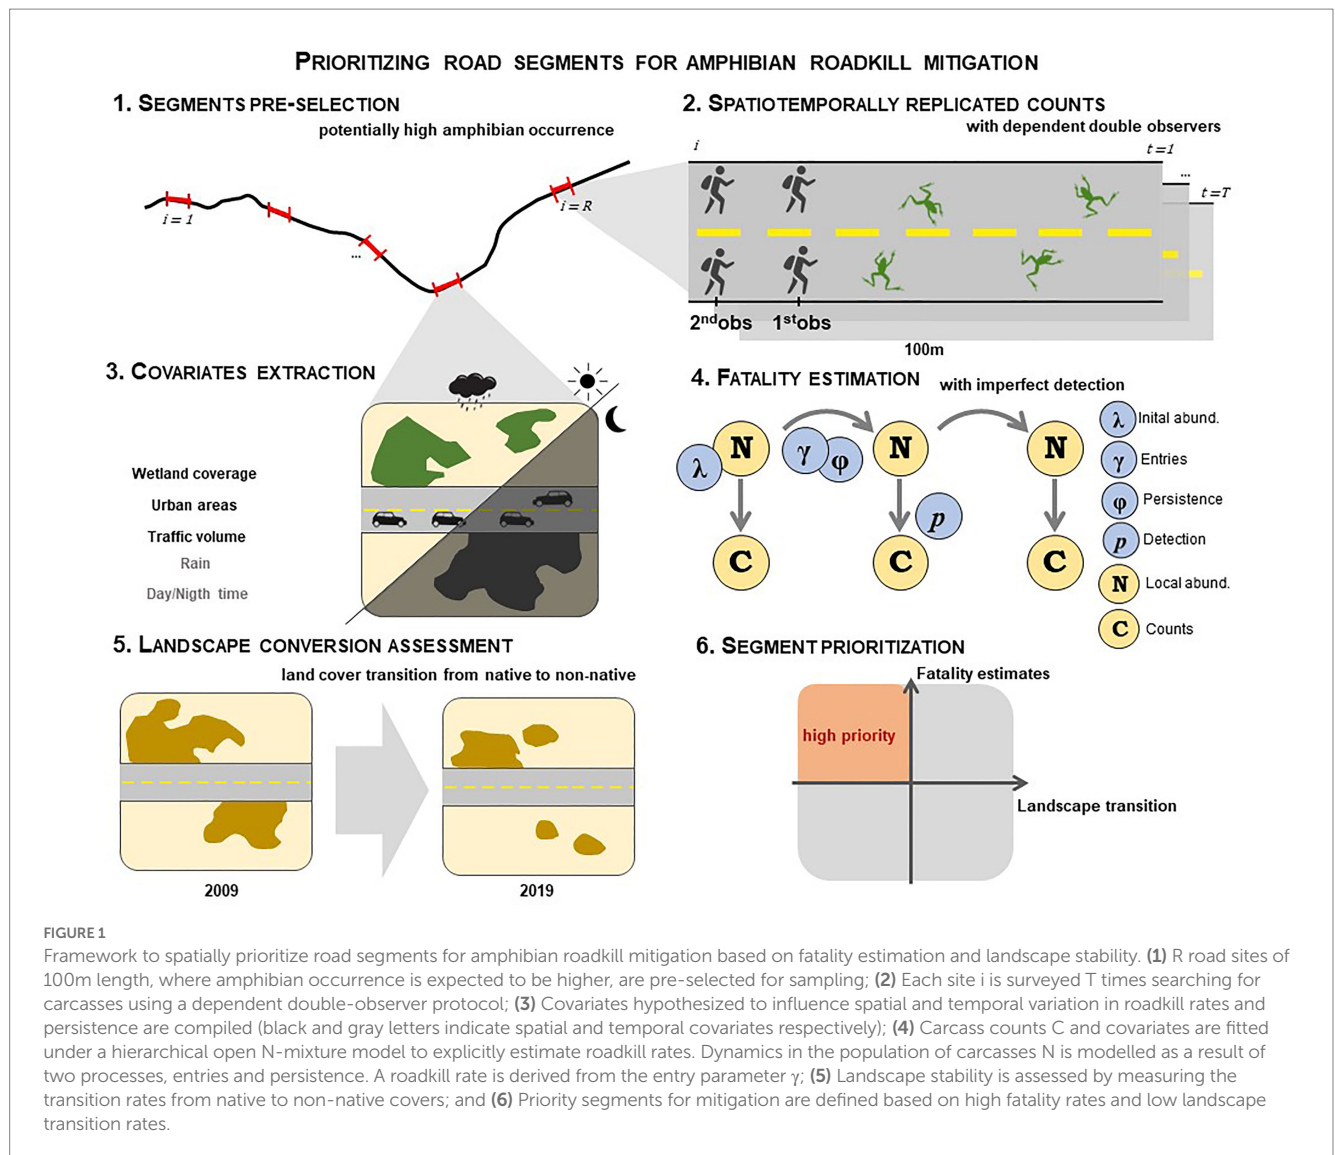 PRIORITIZING ROAD SEGMENTS FOR AMPHIBIAN ROADKILL MITIGATION
1. SEGMENTS PRE-SELECTION
potentially high amphibian occurrence
i = 1
...
i = R
2. SPATIOTEMPORALLY REPLICATED COUNTS
with dependent double observers
i
t = 1
...
t = T
2nd obs
1st obs
100m
3. COVARIATES EXTRACTION
Wetland coverage
Urban areas
Traffic volume
Rain
Day/Nigth time
4. FATALITY ESTIMATION
with imperfect detection
N
λ
γ
φ
N
N
C
p
C
C
λ Inital abund.
γ Entries
φ Persistence
p Detection
N Local abund.
C Counts
5. LANDSCAPE CONVERSION ASSESSMENT
land cover transition from native to non-native
2009
2019
6. SEGMENT PRIORITIZATION
Fatality estimates
high priority
Landscape transition
FIGURE 1
Framework to spatially prioritize road segments for amphibian roadkill mitigation based on fatality estimation and landscape stability. (1) R road sites of
100m length, where amphibian occurrence is expected to be higher, are pre-selected for sampling; (2) Each site i is surveyed T times searching for
carcasses using a dependent double-observer protocol; (3) Covariates hypothesized to influence spatial and temporal variation in roadkill rates and
persistence are compiled (black and gray letters indicate spatial and temporal covariates respectively); (4) Carcass counts C and covariates are fitted
under a hierarchical open N-mixture model to explicitly estimate roadkill rates. Dynamics in the population of carcasses N is modelled as a result of
two processes, entries and persistence. A roadkill rate is derived from the entry parameter γ; (5) Landscape stability is assessed by measuring the
transition rates from native to non-native covers; and (6) Priority segments for mitigation are defined based on high fatality rates and low landscape
transition rates.